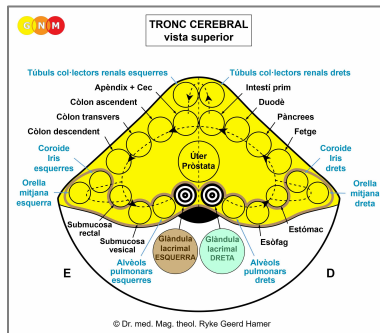 GNM
TRONC CEREBRAL
vista superior
Túbuls col·lectors renals esquerres
Túbuls col·lectors renals drets
Apèndix + Cec
Intestí prim
Còlon ascendent
Duodè
Còlon transvers
Pàncrees
Còlon descendent
Fetge
Coroide
Iris
esquerres
Úter
Pròstata
Coroide
Iris
drets
Orella
mitjana
esquerra
Orella
mitjana
dreta
Submucosa
rectal
Submucosa
vesical
Estómac
Esòfag
Glàndula
lacrimal
ESQUERRA
Glàndula
lacrimal
DRETA
Alvèols
pulmonars
esquerres
Alvèols
pulmonars
drets
E
D
© Dr. med. Mag. theol. Ryke Geerd Hamer